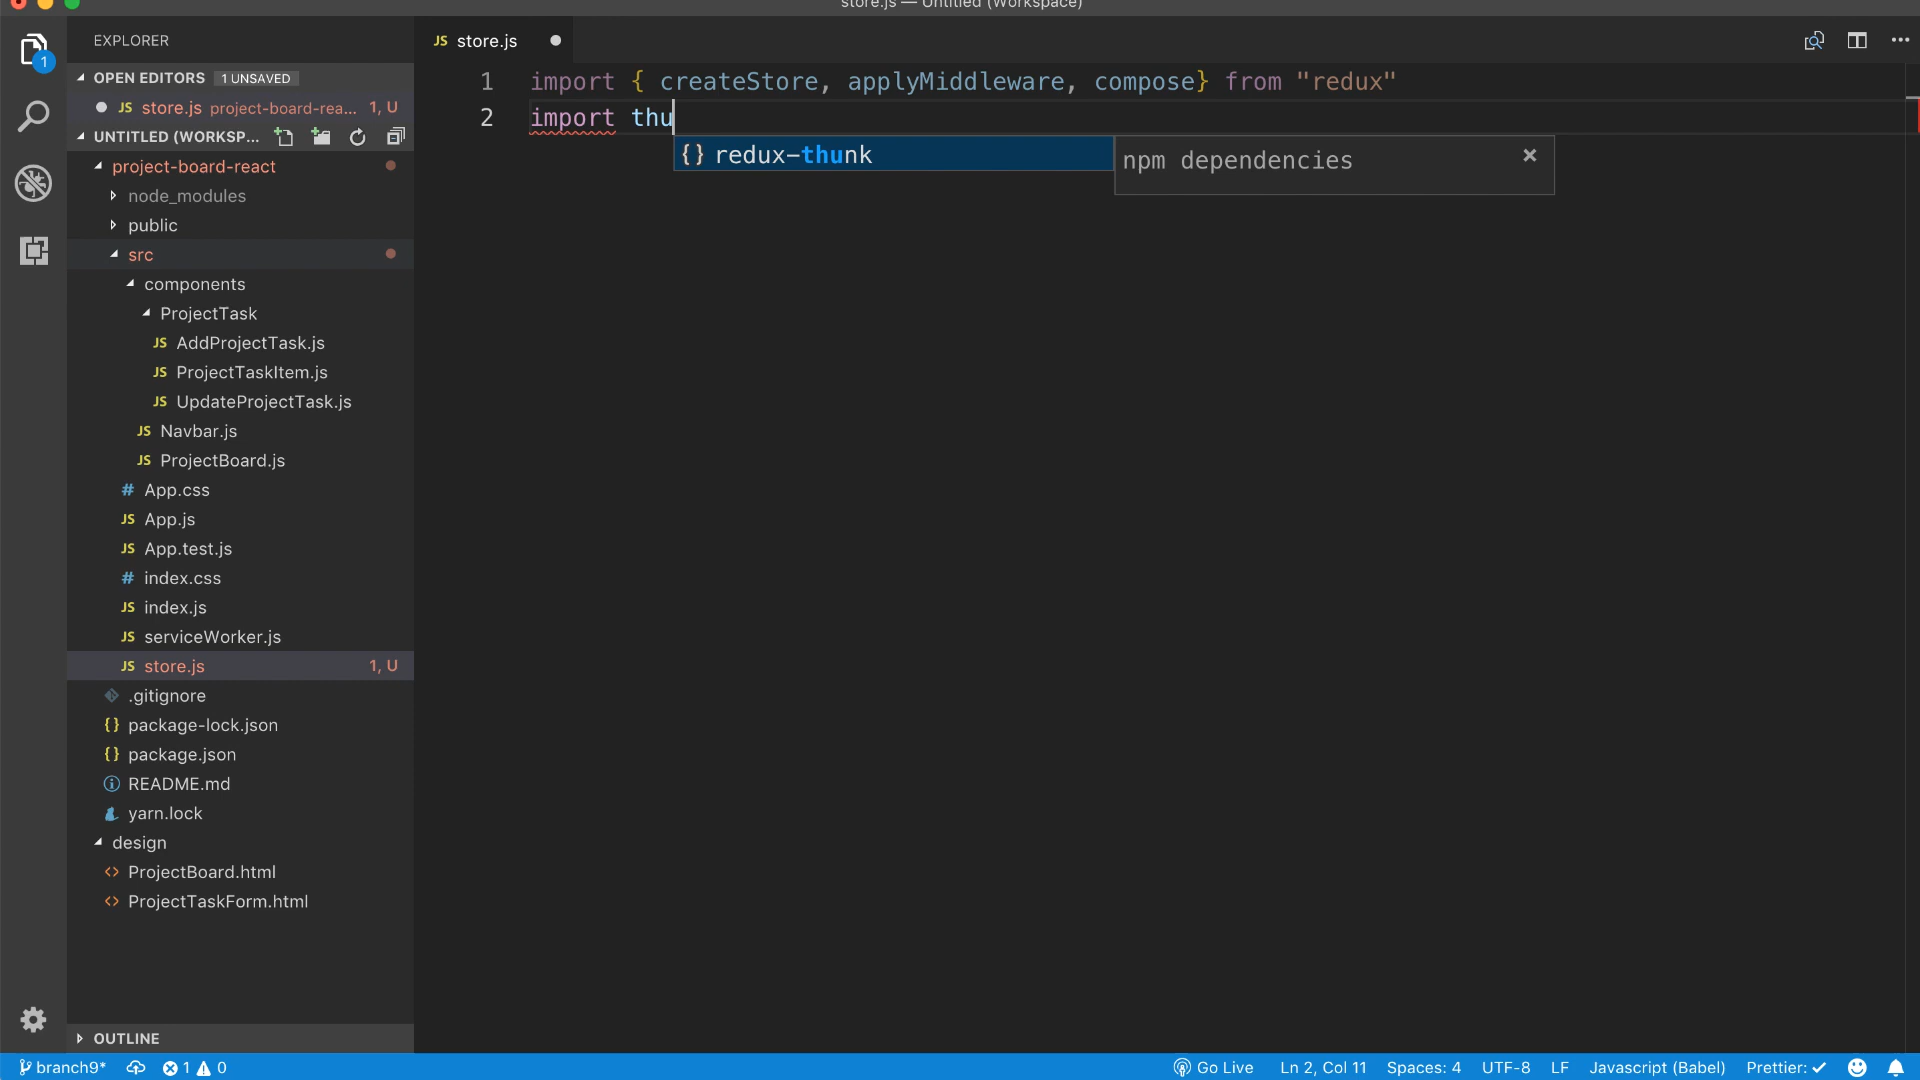 store.js — Untitled (Workspace)
EXPLORER
JS store.js
OPEN EDITORS 1 UNSAVED
JS store.js project-board-rea... 1, U
UNTITLED (WORKSP...
project-board-react
node_modules
public
src
components
ProjectTask
JS AddProjectTask.js
JS ProjectTaskItem.js
JS UpdateProjectTask.js
JS Navbar.js
JS ProjectBoard.js
# App.css
JS App.js
JS App.test.js
# index.css
JS index.js
JS serviceWorker.js
JS store.js 1, U
.gitignore
{} package-lock.json
{} package.json
README.md
yarn.lock
design
<> ProjectBoard.html
<> ProjectTaskForm.html
OUTLINE
1 import { createStore, applyMiddleware, compose} from "redux"
2 import thu
{} redux-thunk
npm dependencies ×
1
branch9* 1 0 Go Live Ln 2, Col 11 Spaces: 4 UTF-8 LF Javascript (Babel) Prettier: ✓